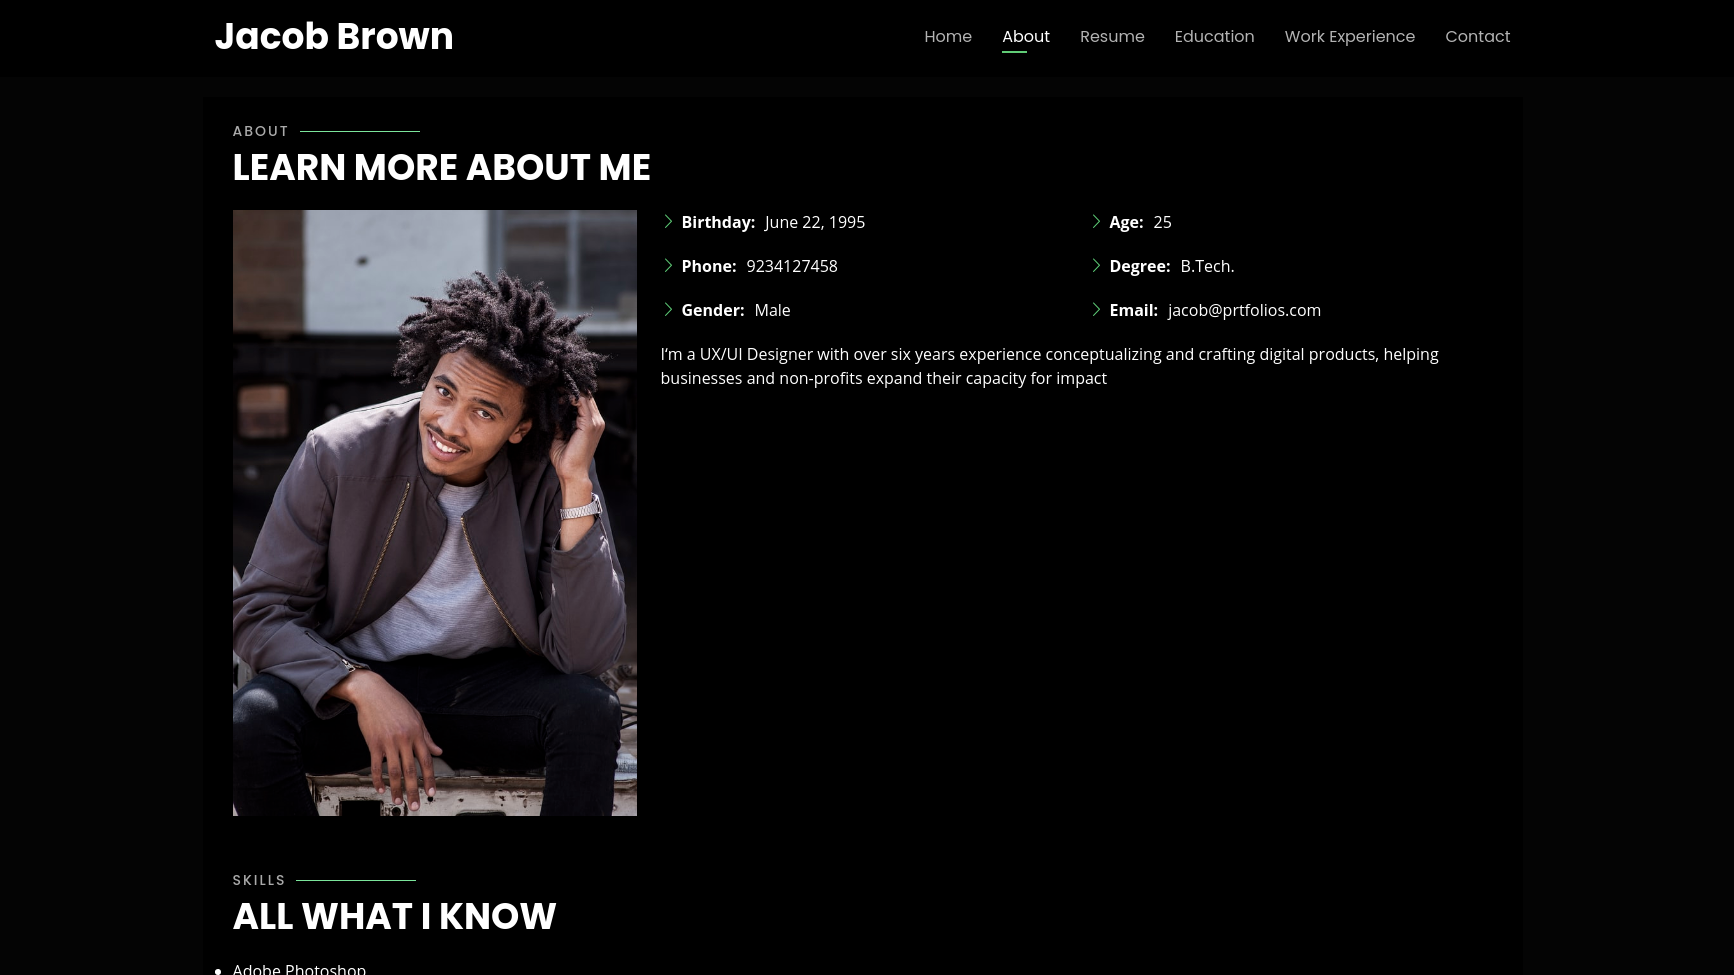 Jacob Brown
Home About Resume Education Work Experience Contact
ABOUT
LEARN MORE ABOUT ME
Birthday: June 22, 1995
Age: 25
Phone: 9234127458
Degree: B.Tech.
Gender: Male
Email: jacob@prtfolios.com
I'm a UX/UI Designer with over six years experience conceptualizing and crafting digital products, helping
businesses and non-profits expand their capacity for impact
SKILLS
ALL WHAT I KNOW
Adobe Photoshop